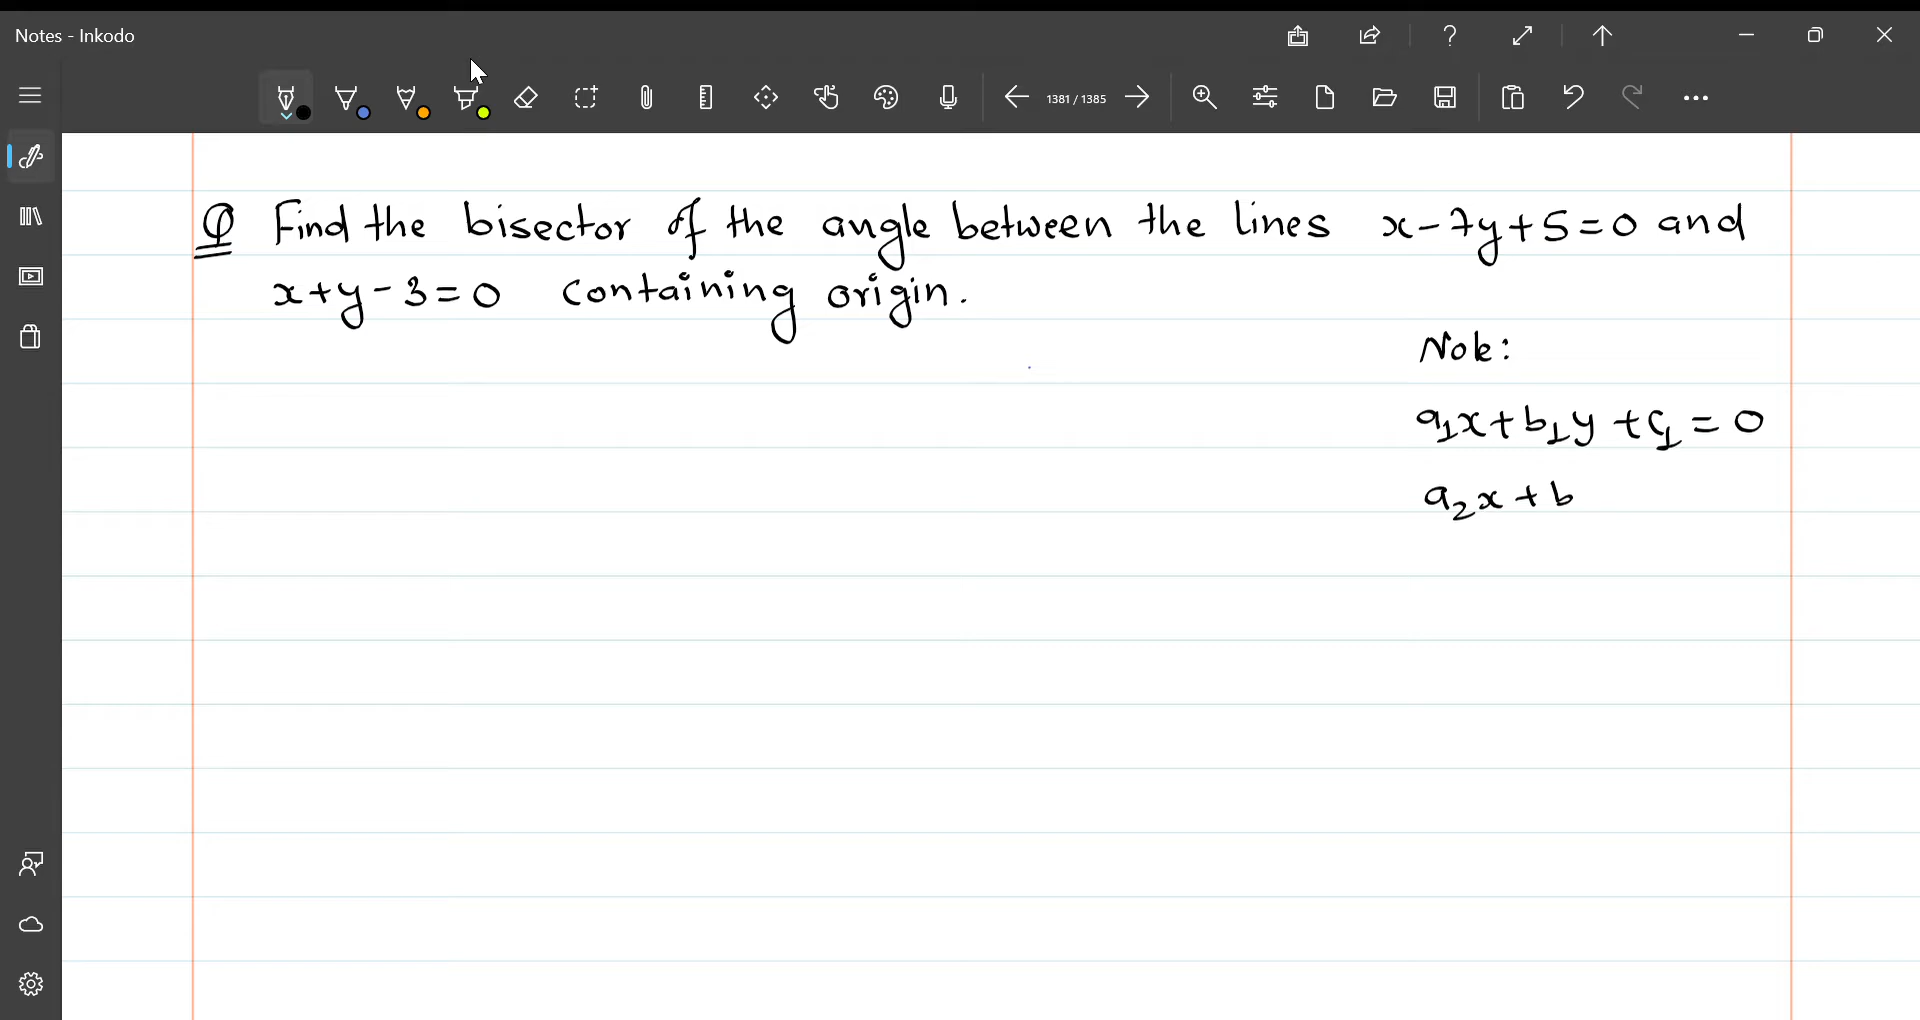 Notes - Inkodo
1381 / 1385
Q Find the bisector of the angle between the lines x-7y+5=0 and
x+y-3=0 containing origin.
Note:
a₁x+b₁y+c₁=0
a₂x+b